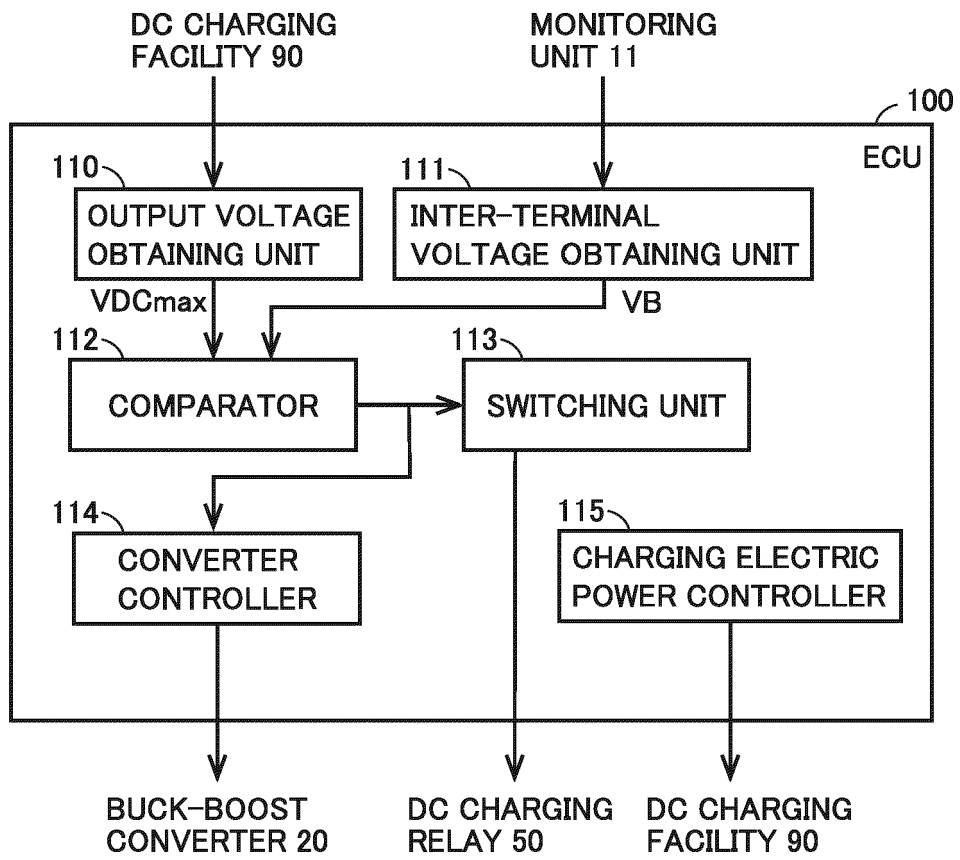 DC CHARGING
FACILITY 90
MONITORING
UNIT 11
100
ECU
110
OUTPUT VOLTAGE
OBTAINING UNIT
111
INTER-TERMINAL
VOLTAGE OBTAINING UNIT
VDCmax
VB
112
COMPARATOR
113
SWITCHING UNIT
114
CONVERTER
CONTROLLER
115
CHARGING ELECTRIC
POWER CONTROLLER
BUCK-BOOST
CONVERTER 20
DC CHARGING
RELAY 50
DC CHARGING
FACILITY 90